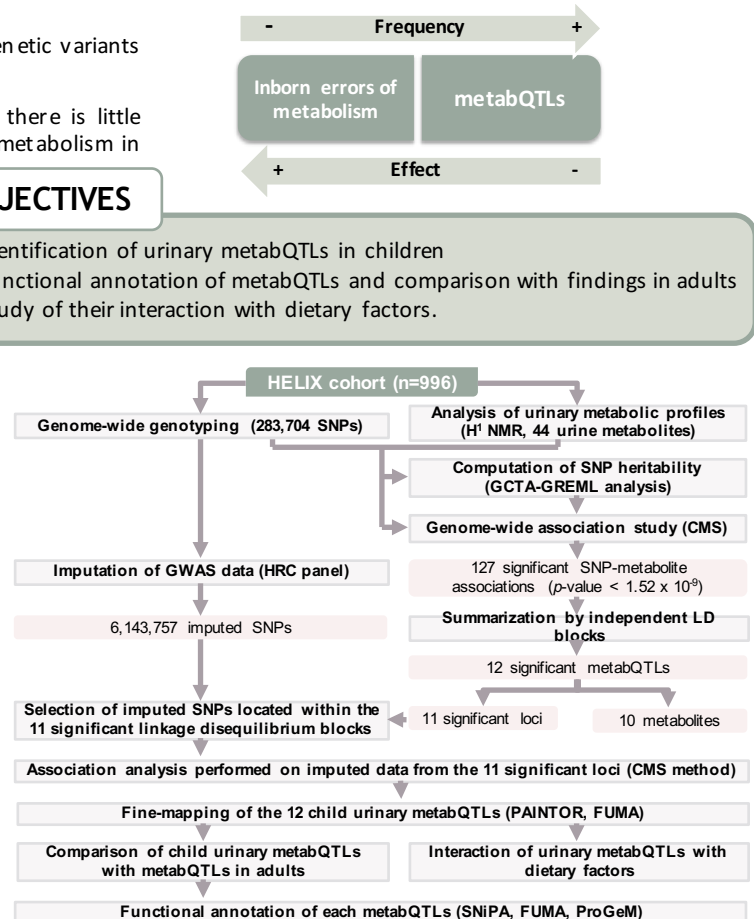 enetic variants
there is little
metabolism in
- Frequency +
Inborn errors of
metabolism
metabQTLs
+ Effect -
JECTIVES
entification of urinary metabQTLs in children
nctional annotation of metabQTLs and comparison with findings in adults
udy of their interaction with dietary factors.
HELIX cohort (n=996)
Genome-wide genotyping (283,704 SNPs)
Analysis of urinary metabolic profiles
(H¹ NMR, 44 urine metabolites)
Computation of SNP heritability
(GCTA-GREML analysis)
Genome-wide association study (CMS)
Imputation of GWAS data (HRC panel)
127 significant SNP-metabolite
associations (p-value < 1.52 x 10⁻⁹)
6,143,757 imputed SNPs
Summarization by independent LD
blocks
12 significant metabQTLs
Selection of imputed SNPs located within the
11 significant linkage disequilibrium blocks
11 significant loci
10 metabolites
Association analysis performed on imputed data from the 11 significant loci (CMS method)
Fine-mapping of the 12 child urinary metabQTLs (PAINTOR, FUMA)
Comparison of child urinary metabQTLs
with metabQTLs in adults
Interaction of urinary metabQTLs with
dietary factors
Functional annotation of each metabQTLs (SNiPA, FUMA, ProGeM)